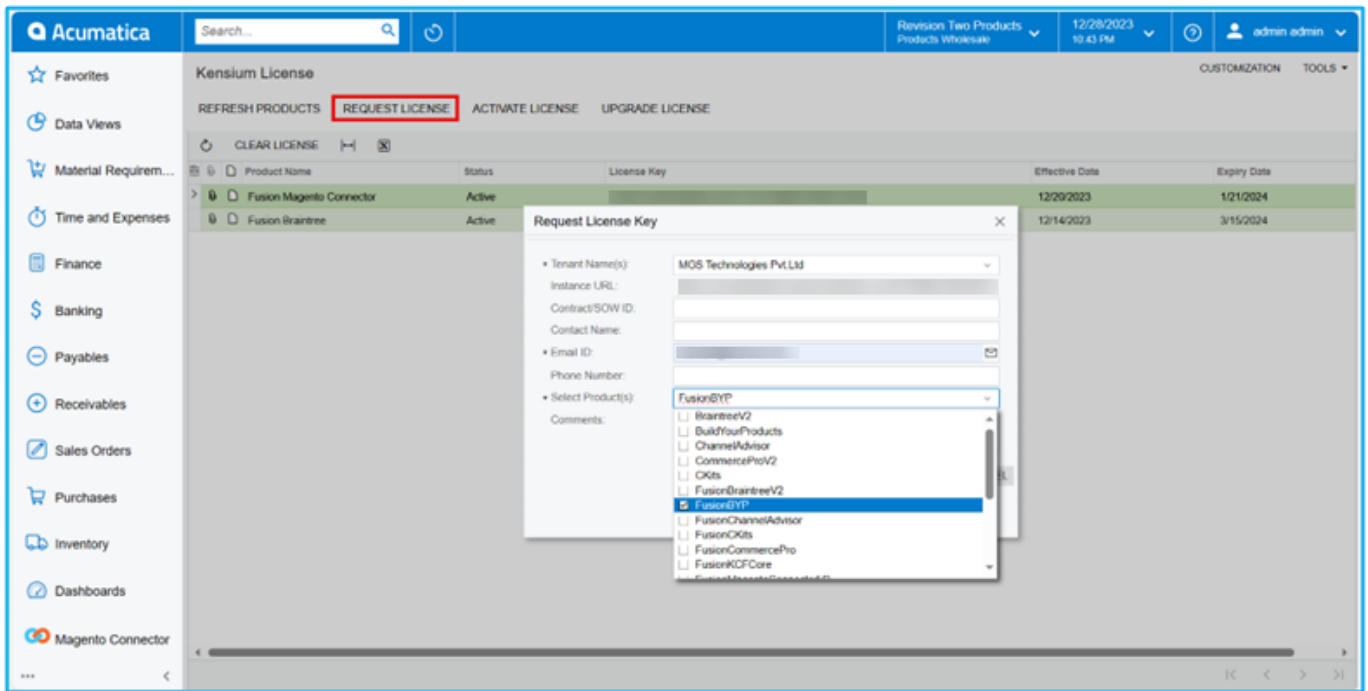 Acumatica
Search...
Revision Two Products
Products Wholesale
12/28/2023
10:43 PM
admin admin
Favorites
Data Views
Material Requirem...
Time and Expenses
Finance
Banking
Payables
Receivables
Sales Orders
Purchases
Inventory
Dashboards
Magento Connector
Kensium License
CUSTOMIZATION TOOLS
REFRESH PRODUCTS REQUEST LICENSE ACTIVATE LICENSE UPGRADE LICENSE
CLEAR LICENSE
Product Name Status License Key Effective Date Expiry Date
Fusion Magento Connector Active 12/20/2023 1/21/2024
Fusion Braintree Active 12/14/2023 3/15/2024
Request License Key
• Tenant Name(s): MGS Technologies Pvt.Ltd
Instance URL:
Contract/SOW ID:
Contact Name:
• Email ID:
Phone Number:
• Select Product(s): FusionBYP
Comments:
BraintreeV2
BuildYourProducts
ChannelAdvisor
CommerceProV2
CKits
FusionBraintreeV2
FusionBYP
FusionChannelAdvisor
FusionCKits
FusionCommercePro
FusionKCFCore